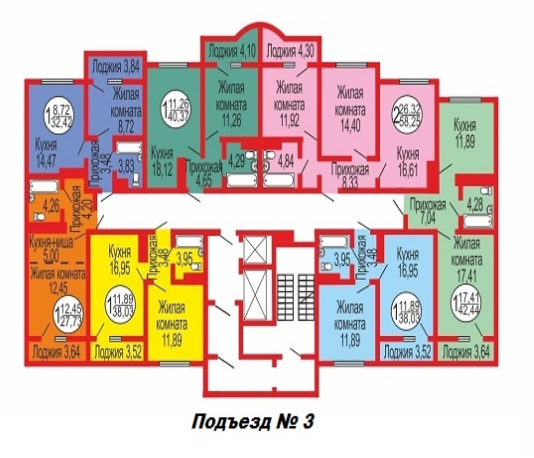 Лоджия 4,10
Лоджия 4,30
Лоджия 3,84
1 8,72
32,42
Жилая
комната
8,72
Кухня
14,47
Прихожая
3,48
3,83
1 11,26
40,37
Жилая
комната
11,26
Кухня
18,12
Прихожая
4,65
4,29
Жилая
комната
11,92
4,84
Жилая
комната
14,40
Прихожая
8,33
2 26,32
58,25
Кухня
16,61
Кухня
11,89
4,28
Прихожая
7,04
Жилая
комната
17,41
1 17,41
42,44
Лоджия 3,64
4,26
Прихожая
4,20
Кухня-ниша
5,00
Жилая комната
12,45
1 12,45
27,73
Лоджия 3,64
Кухня
16,95
Прихожая
3,48
3,95
1 11,89
38,03
Жилая
комната
11,89
Лоджия 3,52
3,95
Прихожая
3,48
Кухня
16,95
Жилая
комната
11,89
1 11,89
38,03
Лоджия 3,52
Подъезд № 3